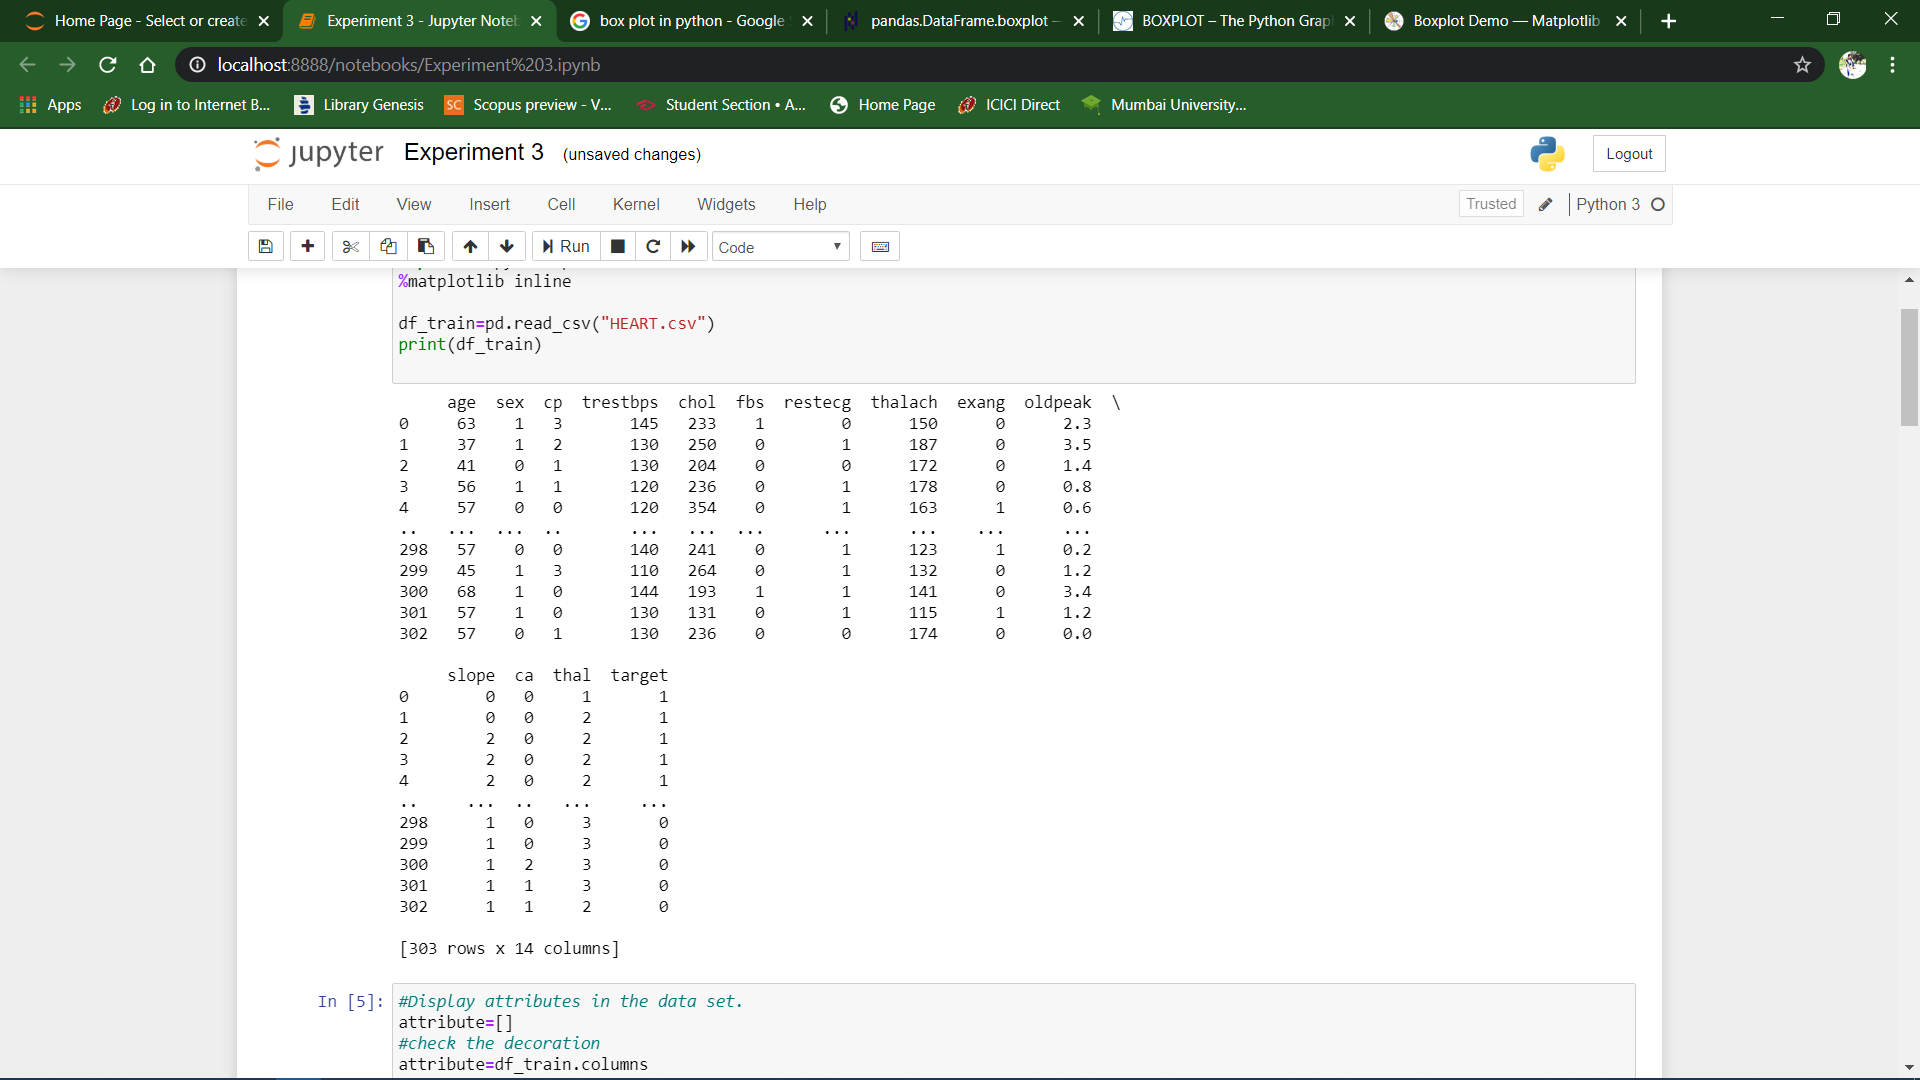 Home Page - Select or create
Experiment 3 - Jupyter Noteb
box plot in python - Google
pandas.DataFrame.boxplot —
BOXPLOT – The Python Grap
Boxplot Demo — Matplotlib
localhost:8888/notebooks/Experiment%203.ipynb
Apps
Log in to Internet B...
Library Genesis
SC
Scopus preview - V...
Student Section • A...
Home Page
ICICI Direct
Mumbai University...
jupyter Experiment 3 (unsaved changes)
Logout
File Edit View Insert Cell Kernel Widgets Help
Trusted
Python 3
Run
Code
%matplotlib inline
df_train=pd.read_csv("HEART.csv")
print(df_train)
age sex cp trestbps chol fbs restecg thalach exang oldpeak \
0 63 1 3 145 233 1 0 150 0 2.3
1 37 1 2 130 250 0 1 187 0 3.5
2 41 0 1 130 204 0 0 172 0 1.4
3 56 1 1 120 236 0 1 178 0 0.8
4 57 0 0 120 354 0 1 163 1 0.6
.. ... ... .. ... ... ... ... ... ... ...
298 57 0 0 140 241 0 1 123 1 0.2
299 45 1 3 110 264 0 1 132 0 1.2
300 68 1 0 144 193 1 1 141 0 3.4
301 57 1 0 130 131 0 1 115 1 1.2
302 57 0 1 130 236 0 0 174 0 0.0
slope ca thal target
0 0 0 1 1
1 0 0 2 1
2 2 0 2 1
3 2 0 2 1
4 2 0 2 1
.. ... .. ... ...
298 1 0 3 0
299 1 0 3 0
300 1 2 3 0
301 1 1 3 0
302 1 1 2 0
[303 rows x 14 columns]
In [5]: #Display attributes in the data set.
attribute=[]
#check the decoration
attribute=df_train.columns